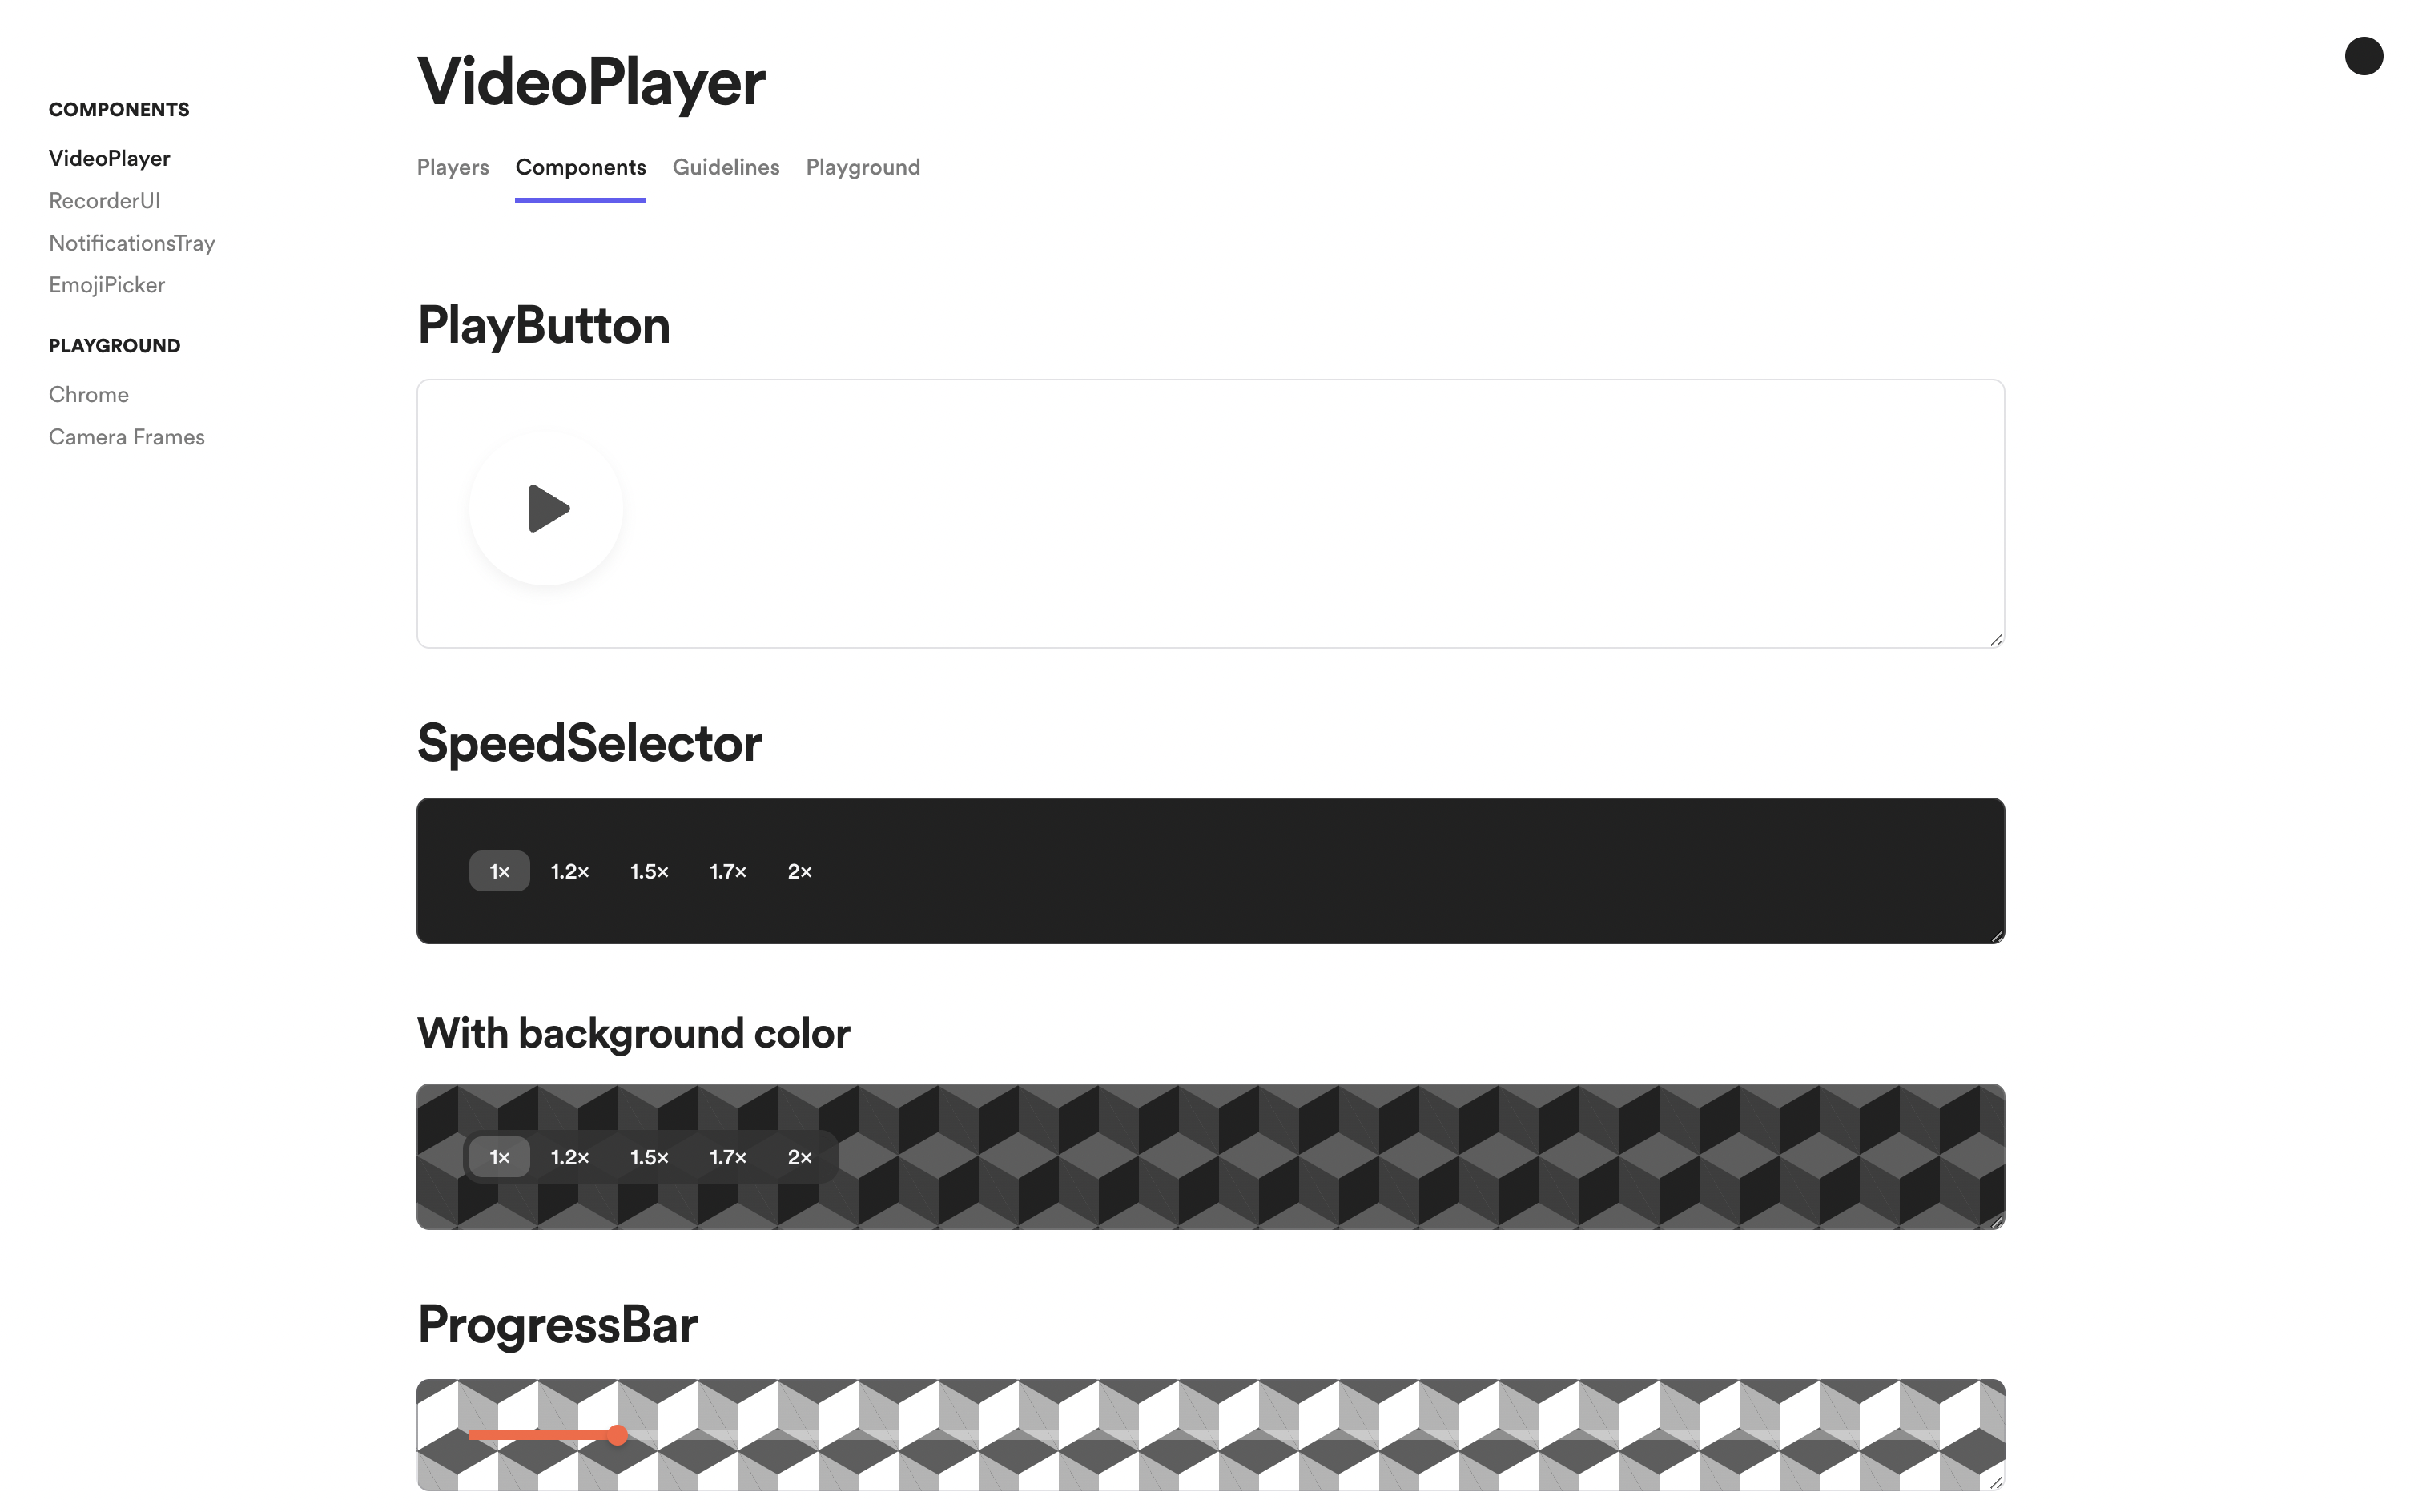 COMPONENTS
VideoPlayer
RecorderUI
NotificationsTray
EmojiPicker
PLAYGROUND
Chrome
Camera Frames
VideoPlayer
Players Components Guidelines Playground
PlayButton
SpeedSelector
1× 1.2× 1.5× 1.7× 2×
With background color
1× 1.2× 1.5× 1.7× 2×
ProgressBar